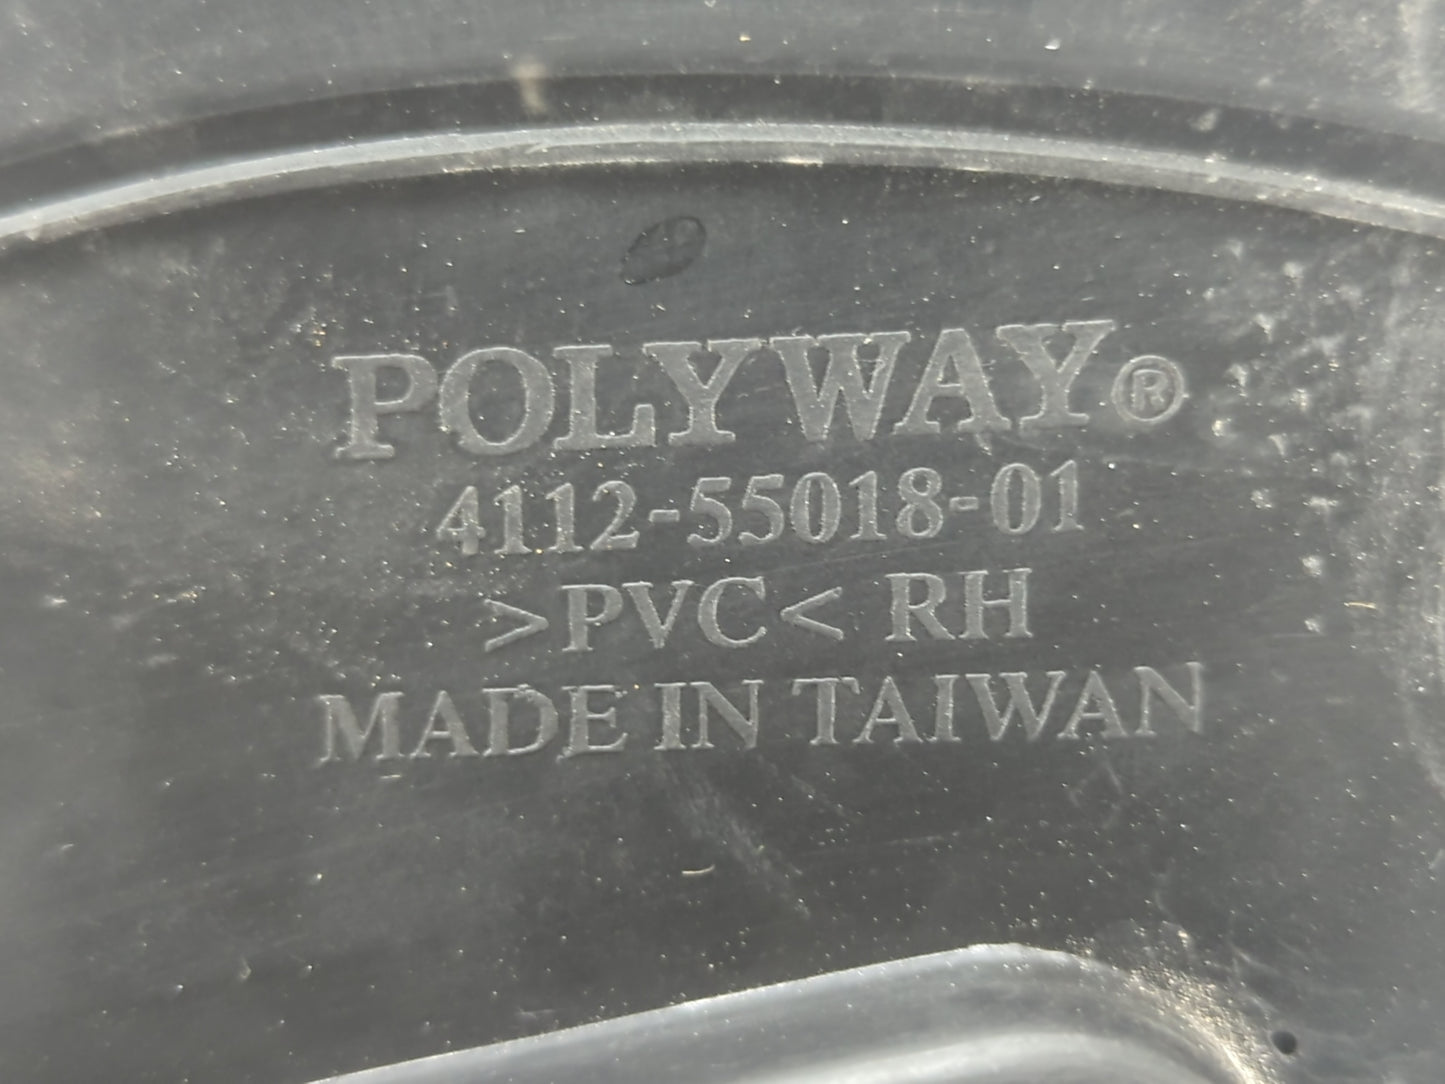 POLYWAY®
4112-55018-01
>PVC< RH
MADE IN TAIWAN